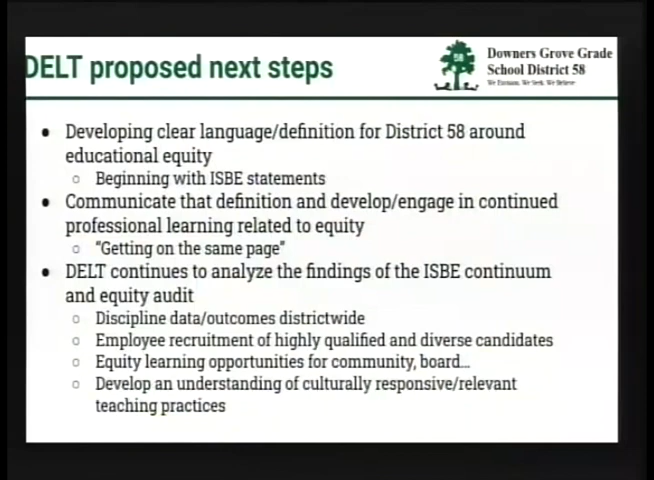 DELT proposed next steps
58
Downers Grove Grade
School District 58
● Developing clear language/definition for District 58 around
educational equity
○ Beginning with ISBE statements
● Communicate that definition and develop/engage in continued
professional learning related to equity
○ "Getting on the same page"
● DELT continues to analyze the findings of the ISBE continuum
and equity audit
○ Discipline data/outcomes districtwide
○ Employee recruitment of highly qualified and diverse candidates
○ Equity learning opportunities for community, board...
○ Develop an understanding of culturally responsive/relevant
teaching practices